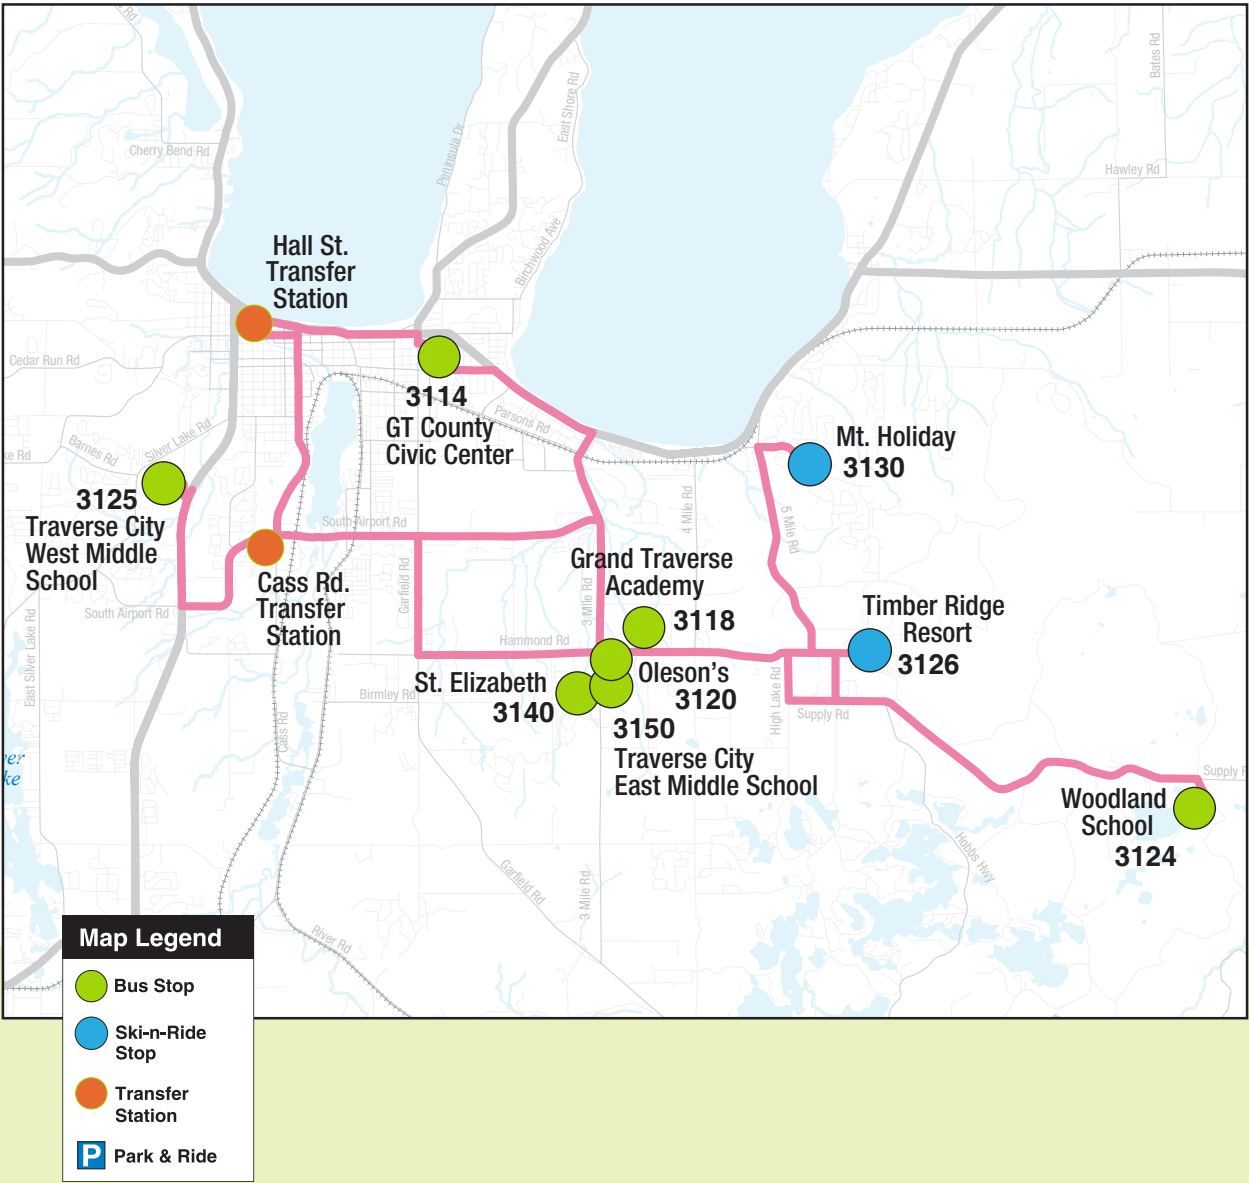 Rd
Bates Rd
East Shore Rd
Peninsula Dr
Cherry Bend Rd
Hawley Rd
Birchwood Ave
Hall St.
Transfer
Station
Cedar Run Rd
3114
GT County
Civic Center
Parsons Rd
Silver Lake Rd
Barnes Rd
ke Rd
Mt. Holiday
3130
3125
Traverse City
West Middle
School
South Airport Rd
4 Mile Rd
5 Mile Rd
Grand Traverse
Academy
3118
Cass Rd.
Transfer
Station
Garfield Rd
3 Mile Rd
South Airport Rd
East Silver Lake Rd
Hammond Rd
Timber Ridge
Resort
3126
St. Elizabeth
3140
Oleson's
3120
Birmley Rd
High Lake Rd
Supply Rd
Cass Rd
3150
Traverse City
East Middle School
ver
ke
Supply R
Woodland
School
3124
Hobbs Hwy
Garfield Rd
3 Mile Rd
River Rd
Map Legend
Bus Stop
Ski-n-Ride
Stop
Transfer
Station
P Park & Ride